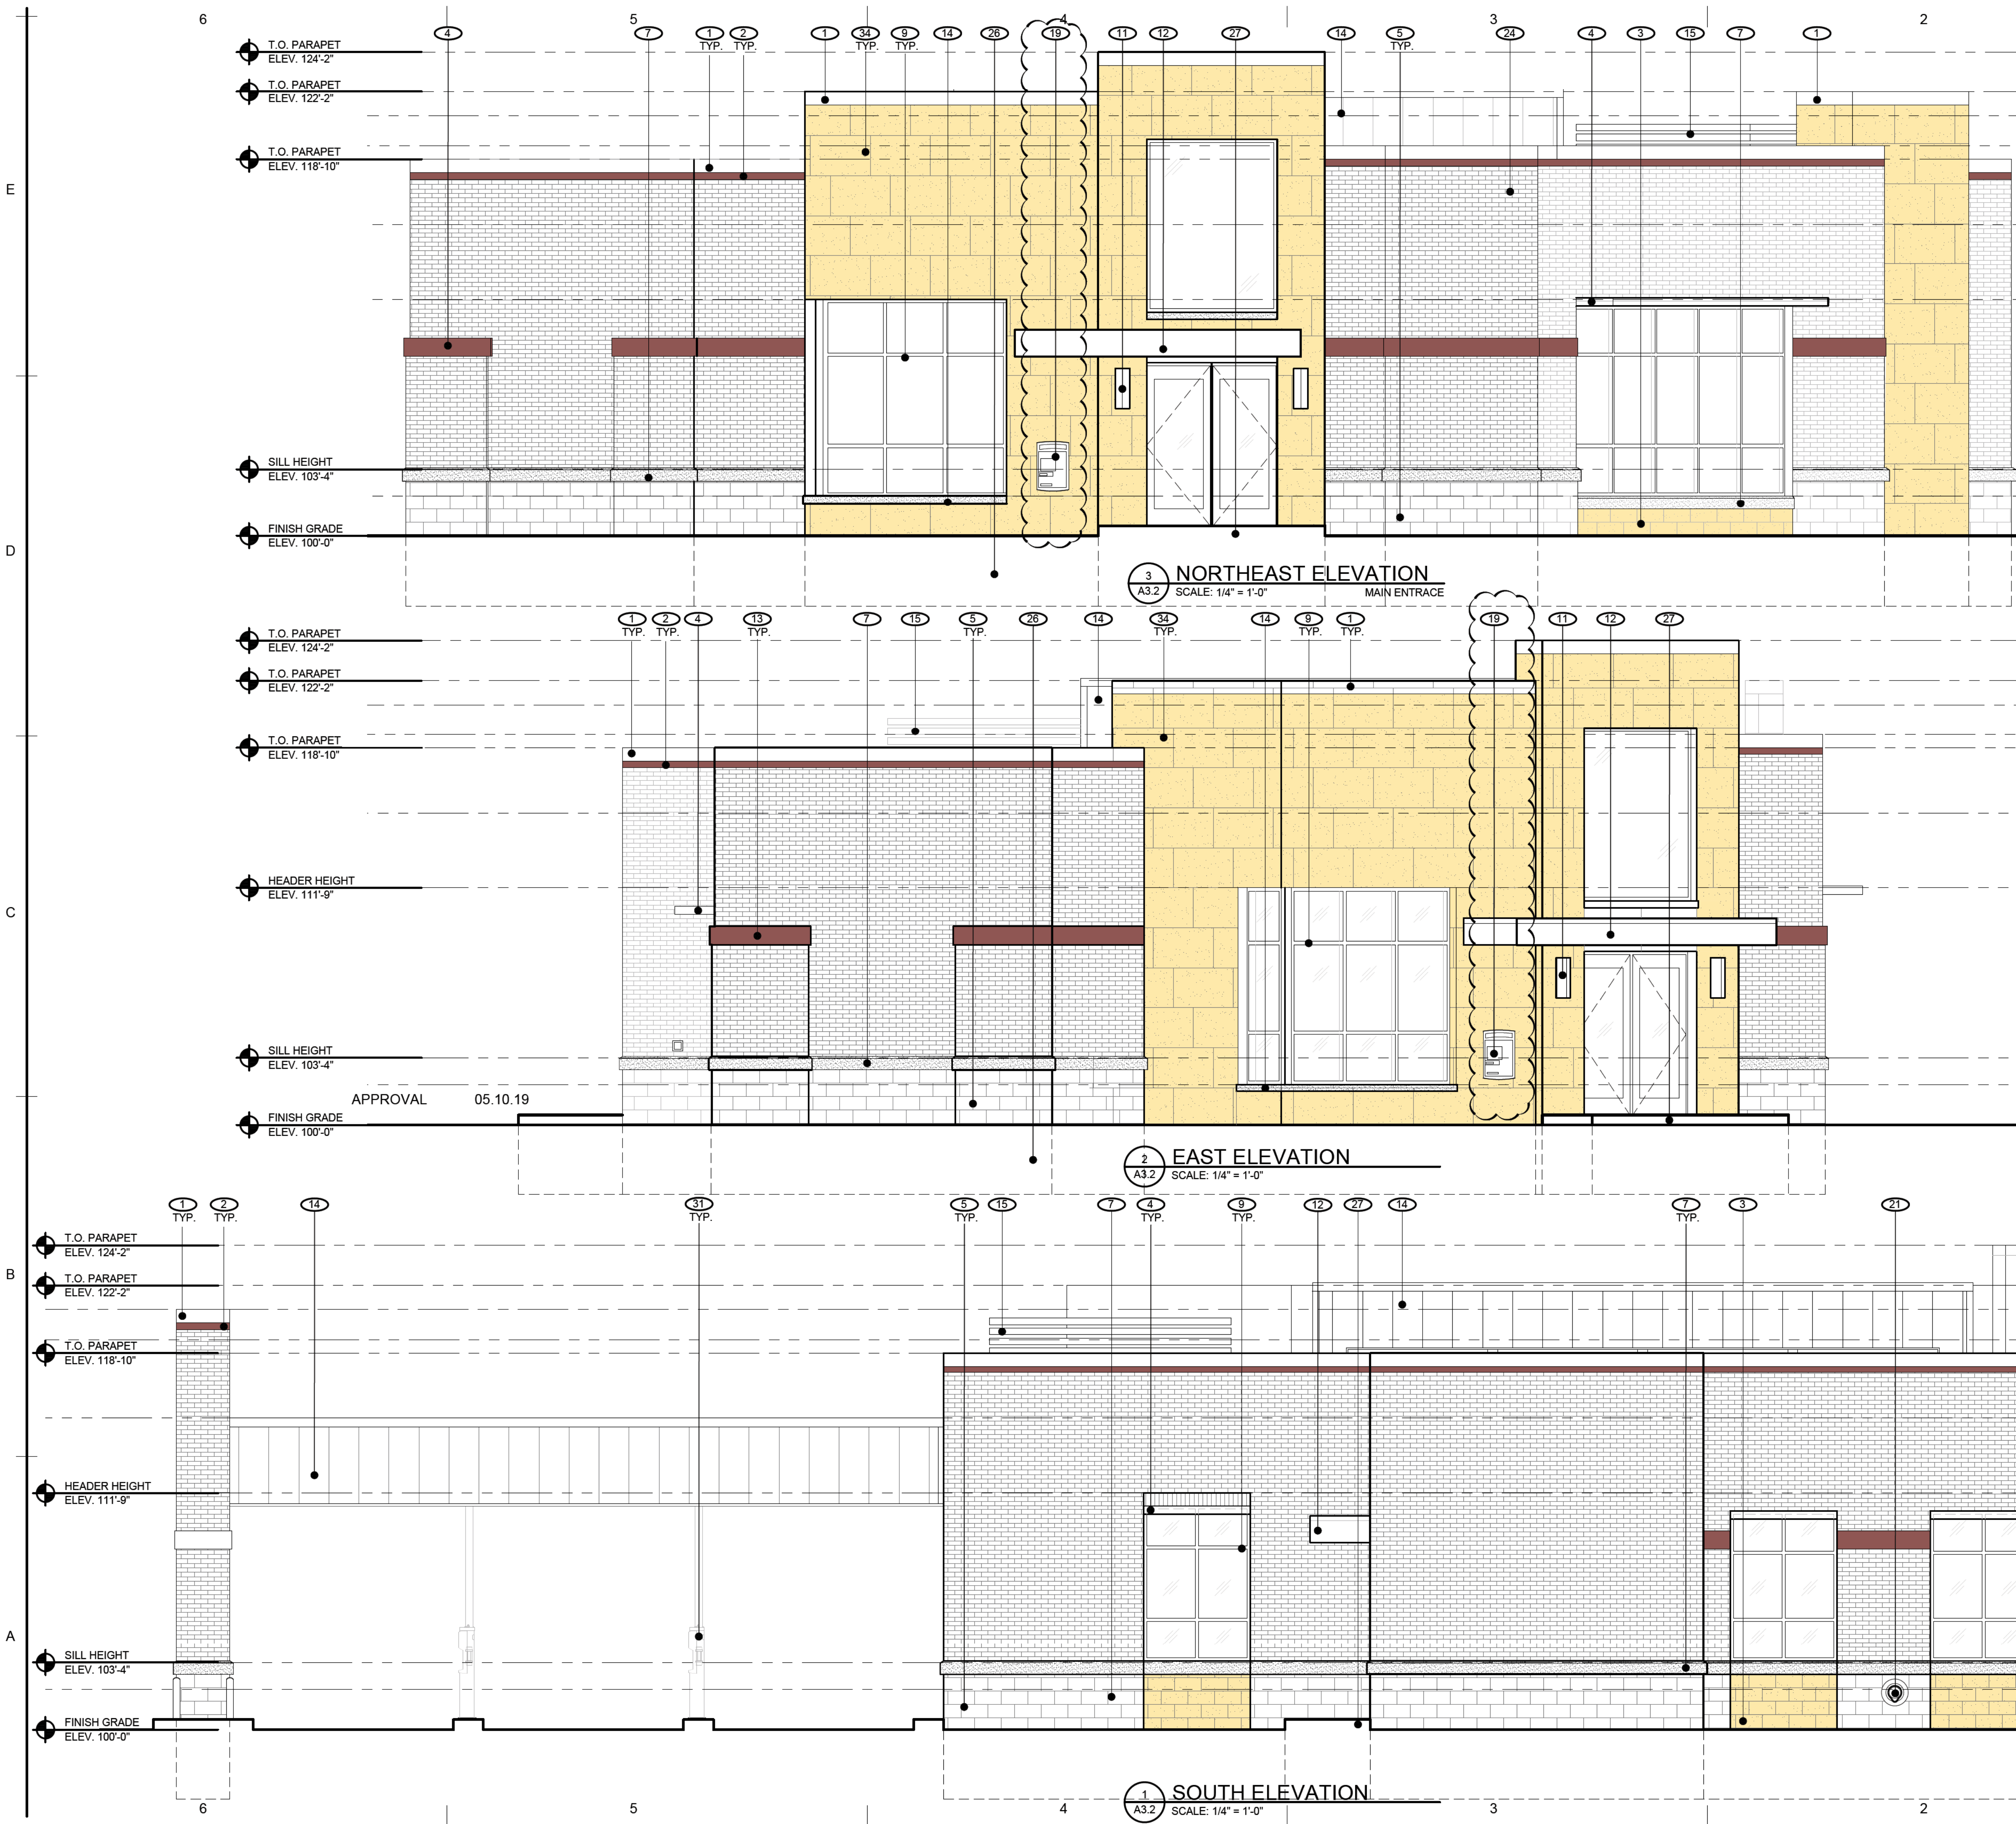 6 5 4 3 2
4 7 1 2 1 34 9 14 26 19 11 12 27 14 5 24 4 3 15 7 1
TYP. TYP. TYP. TYP. TYP.
T.O. PARAPET
ELEV. 124'-2"
T.O. PARAPET
ELEV. 122'-2"
T.O. PARAPET
ELEV. 118'-10"
E
SILL HEIGHT
ELEV. 103'-4"
FINISH GRADE
ELEV. 100'-0"
D
3 NORTHEAST ELEVATION
A3.2 SCALE: 1/4" = 1'-0" MAIN ENTRACE
1 2 4 13 7 15 5 26 14 34 14 9 1 19 11 12 27
TYP. TYP. TYP. TYP. TYP. TYP. TYP.
T.O. PARAPET
ELEV. 124'-2"
T.O. PARAPET
ELEV. 122'-2"
T.O. PARAPET
ELEV. 118'-10"
HEADER HEIGHT
ELEV. 111'-9"
C
SILL HEIGHT
ELEV. 103'-4"
APPROVAL 05.10.19
FINISH GRADE
ELEV. 100'-0"
2 EAST ELEVATION
A3.2 SCALE: 1/4" = 1'-0"
1 2 14 31 5 15 7 4 9 12 27 14 7 3 21
TYP. TYP. TYP. TYP. TYP. TYP. TYP.
T.O. PARAPET
ELEV. 124'-2"
B
T.O. PARAPET
ELEV. 122'-2"
T.O. PARAPET
ELEV. 118'-10"
HEADER HEIGHT
ELEV. 111'-9"
A
SILL HEIGHT
ELEV. 103'-4"
FINISH GRADE
ELEV. 100'-0"
1 SOUTH ELEVATION
A3.2 SCALE: 1/4" = 1'-0"
6 5 4 3 2